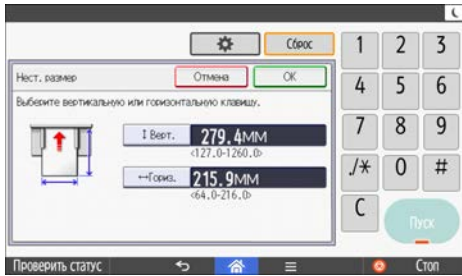 Сброс
Нест. размер
Отмена
OK
Выберите вертикальную или горизонтальную клавишу.
↕ Верт.
279.4мм
<127.0-1260.0>
↔Гориз.
215.9мм
<64.0-216.0>
1 2 3
4 5 6
7 8 9
./* 0 #
C
Пуск
Проверить статус
Стоп